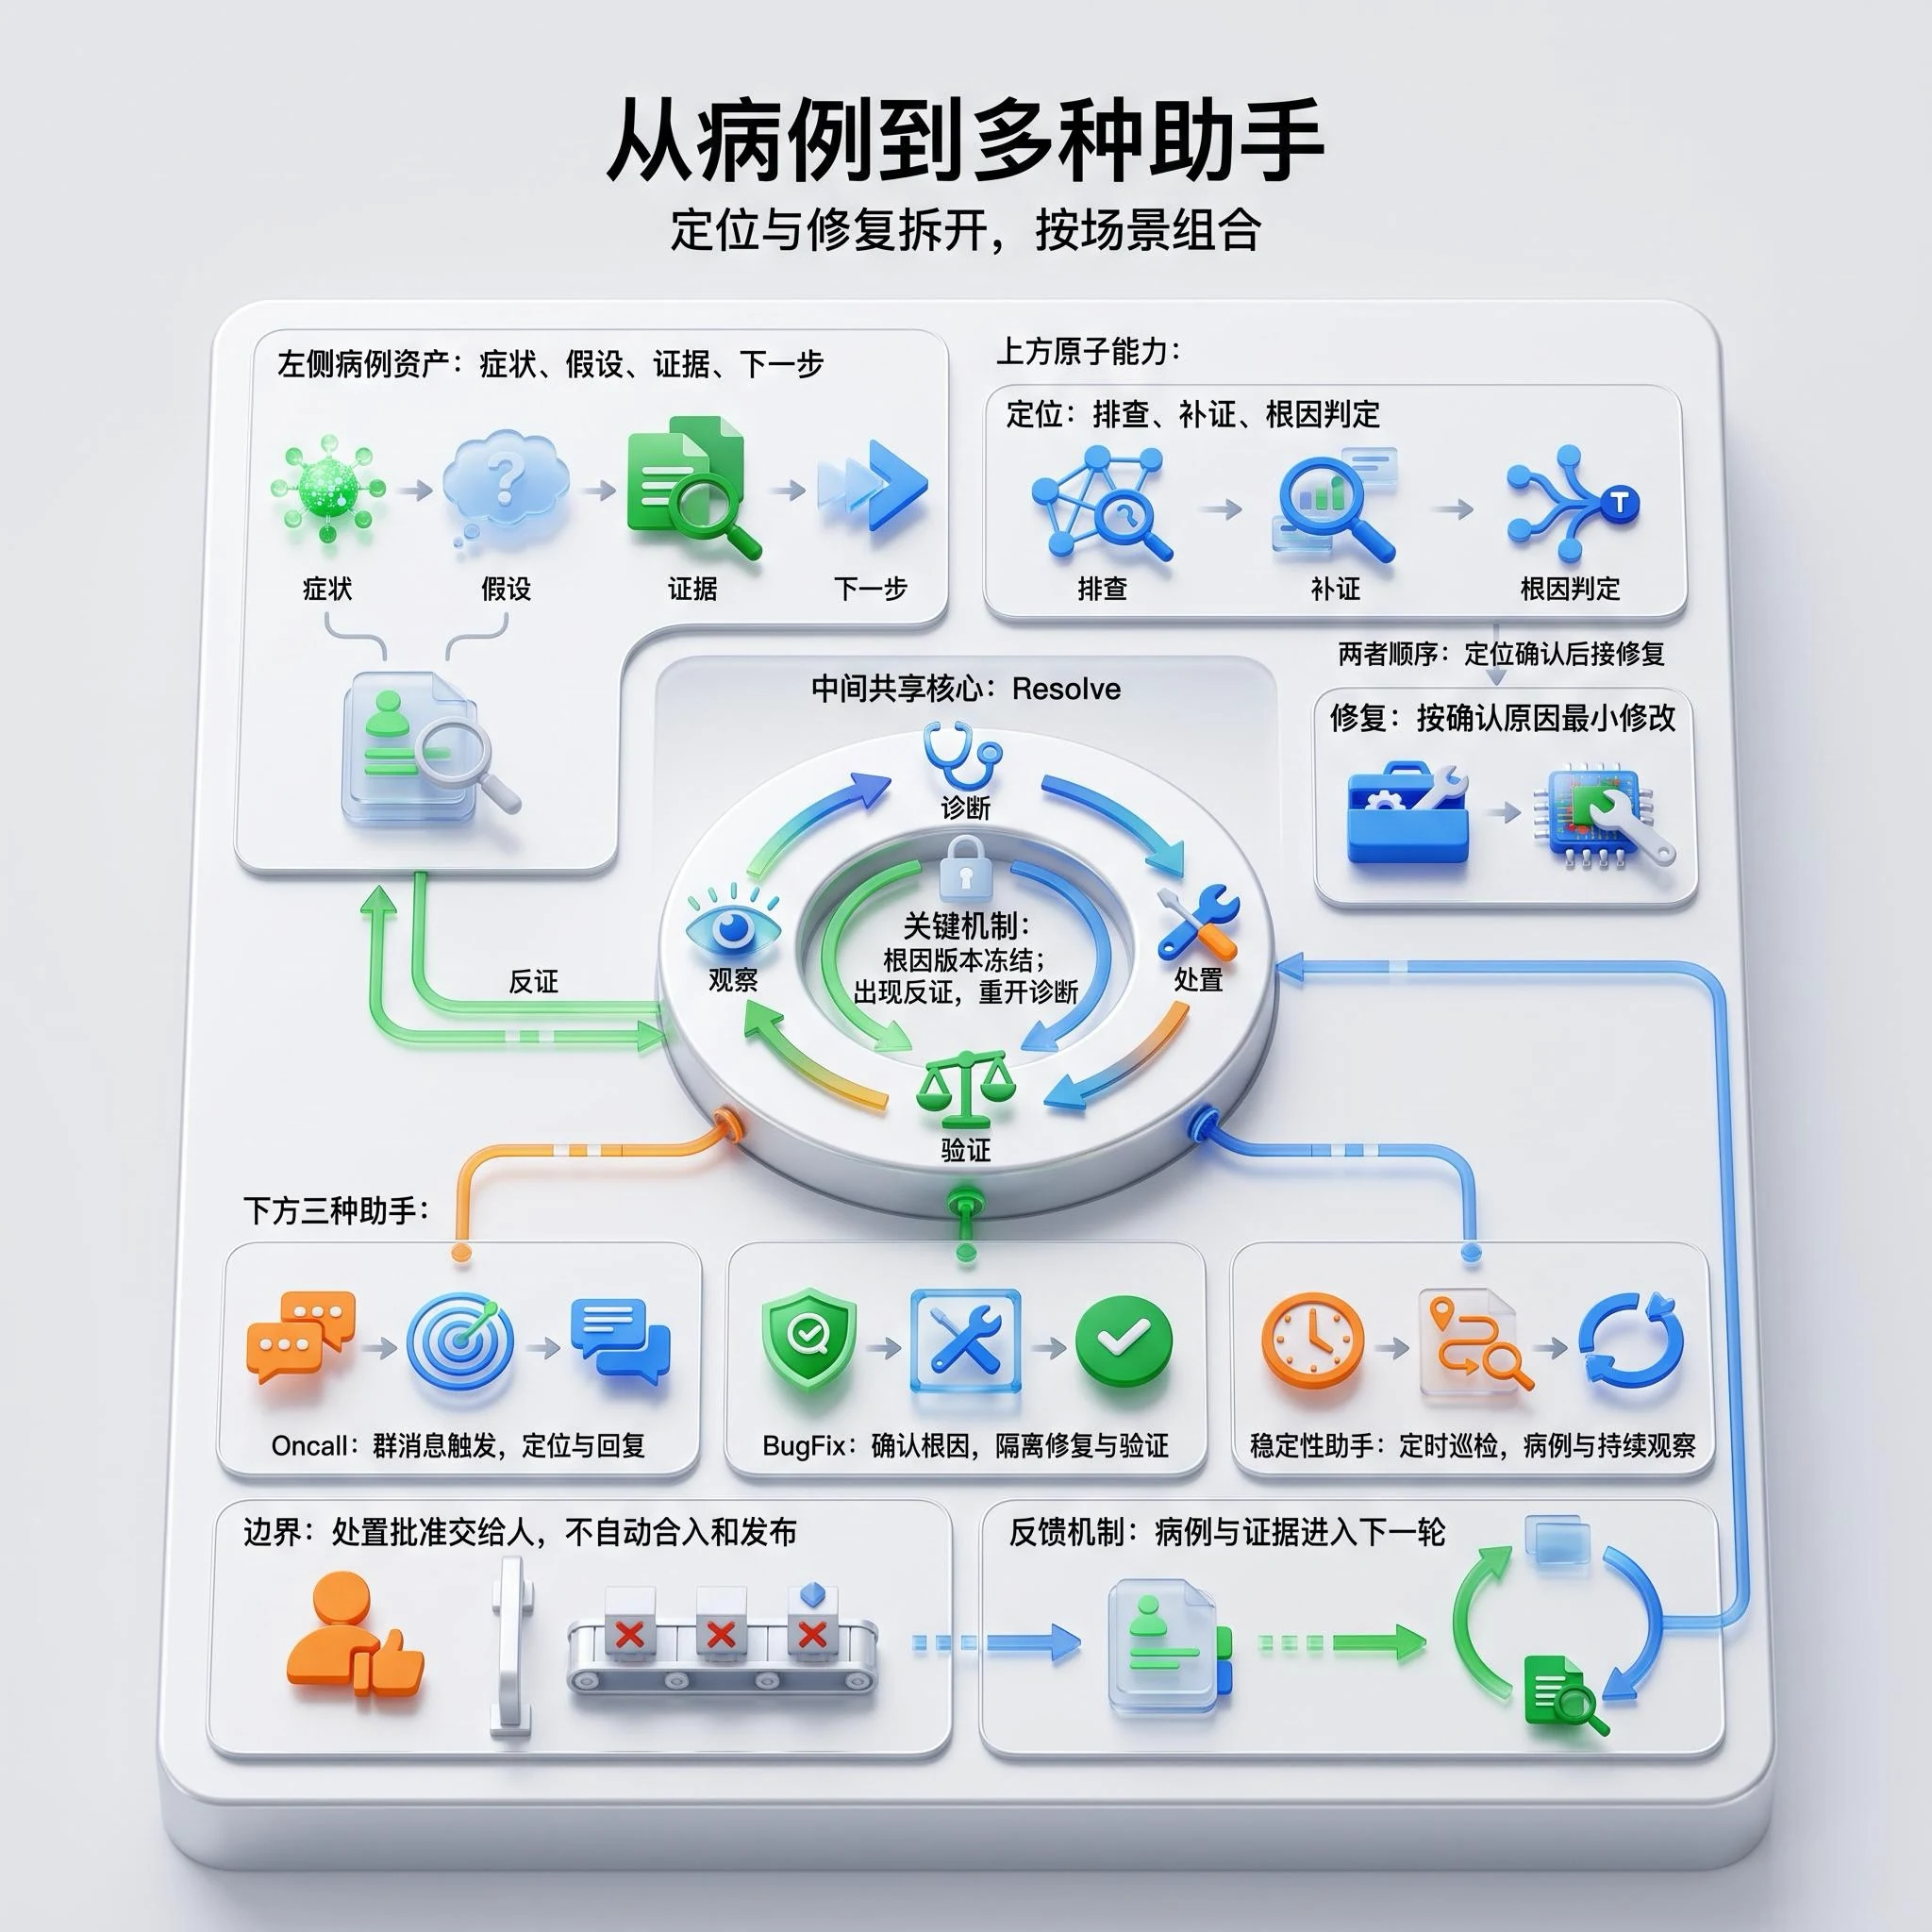 从病例到多种助手
定位与修复拆开，按场景组合
左侧病例资产：症状、假设、证据、下一步
症状
假设
证据
下一步
上方原子能力：
定位：排查、补证、根因判定
T
排查
补证
根因判定
两者顺序：定位确认后接修复
修复：按确认原因最小修改
中间共享核心：Resolve
诊断
观察
处置
验证
关键机制：
根因版本冻结；
出现反证，重开诊断
反证
下方三种助手：
Oncall：群消息触发，定位与回复
BugFix：确认根因，隔离修复与验证
稳定性助手：定时巡检，病例与持续观察
边界：处置批准交给人，不自动合入和发布
反馈机制：病例与证据进入下一轮